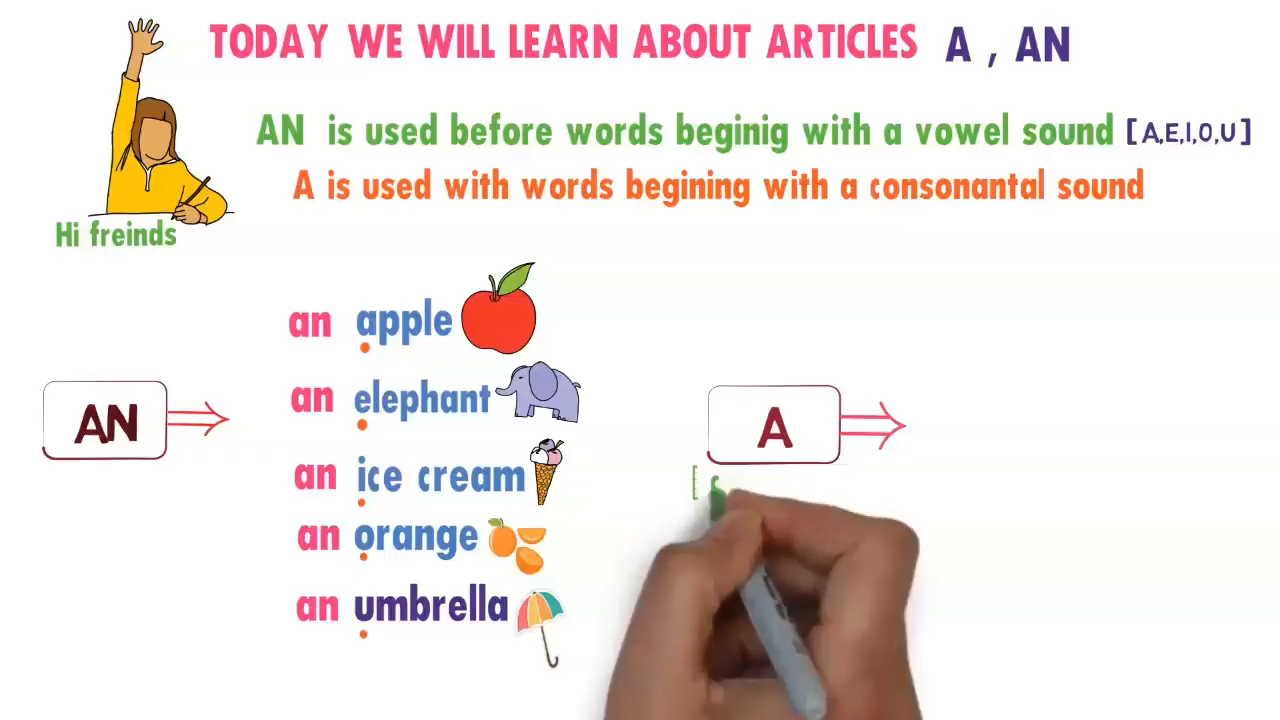 TODAY WE WILL LEARN ABOUT ARTICLES A , AN
AN is used before words beginig with a vowel sound [A,E,I,O,U]
A is used with words begining with a consonantal sound
Hi freinds
an apple
an elephant
AN
A
an ice cream
[
an orange
an umbrella